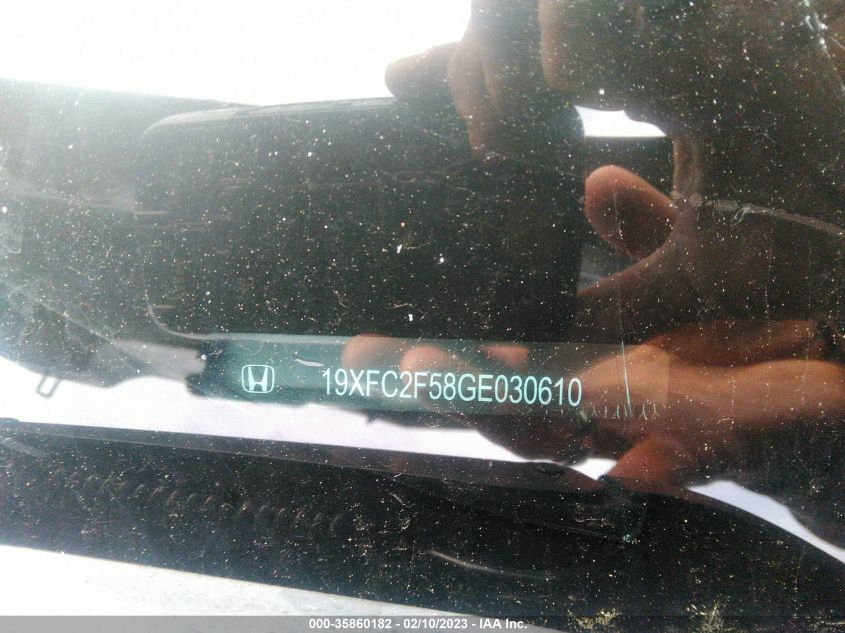 19XFC2F58GE030610
000-35860182 - 02/10/2023 - IAA Inc.